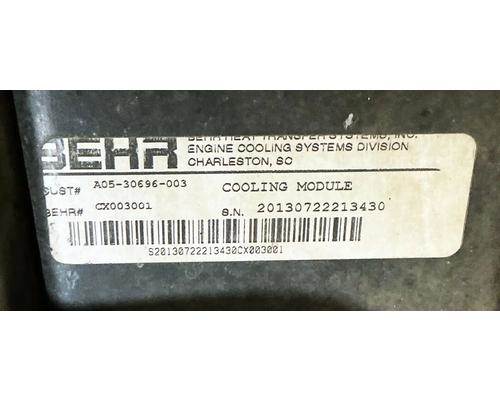 BEHR HEAT TRANSFER SYSTEMS, INC.
BEHR ENGINE COOLING SYSTEMS DIVISION
CHARLESTON, SC
CUST# A05-30696-003 COOLING MODULE
BEHR# CX003001 S.N. 20130722213430
S20130722213430CX003001